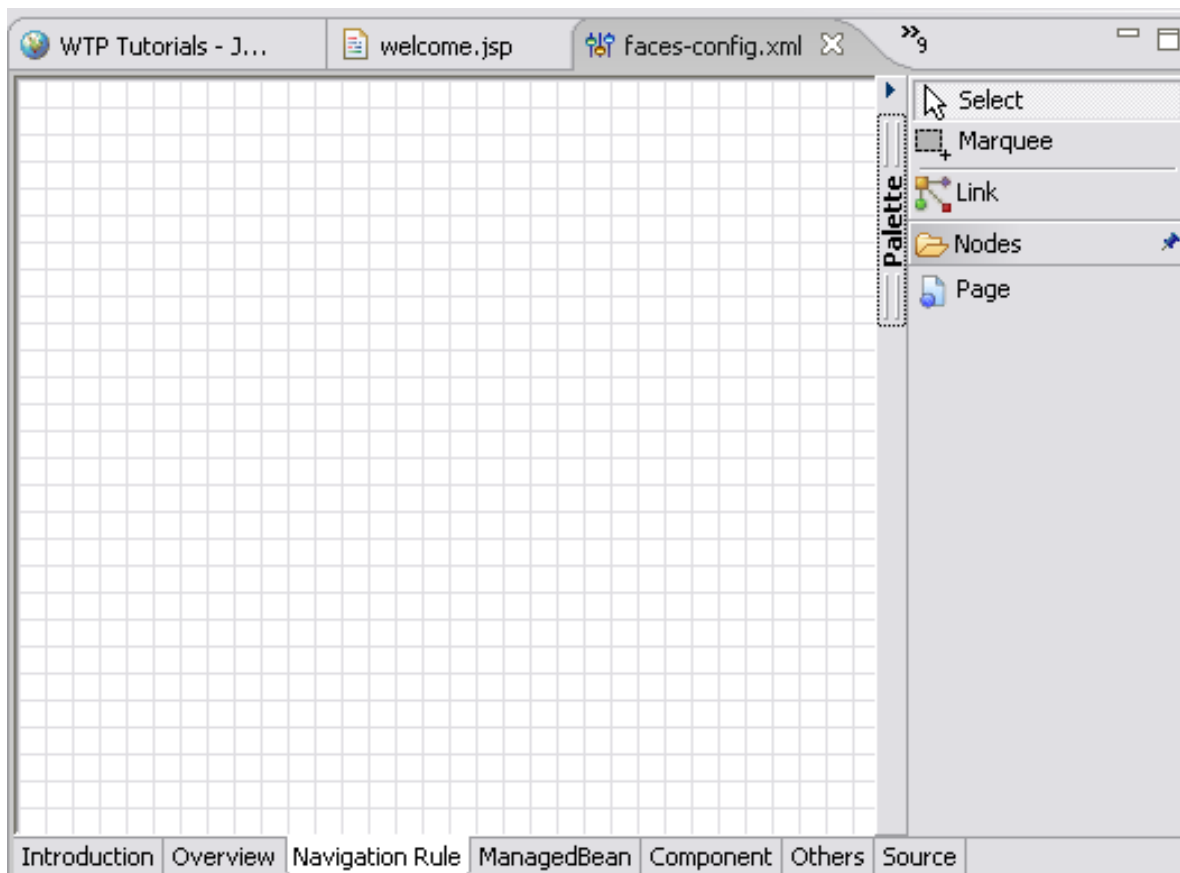 WTP Tutorials - J...
welcome.jsp
faces-config.xml
»9
Select
Marquee
Link
Palette
Nodes
Page
Introduction
Overview
Navigation Rule
ManagedBean
Component
Others
Source